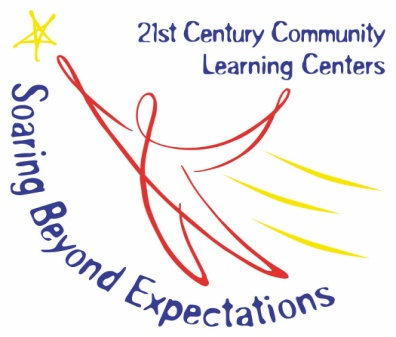 21st Century Community
Learning Centers
Soaring Beyond Expectations